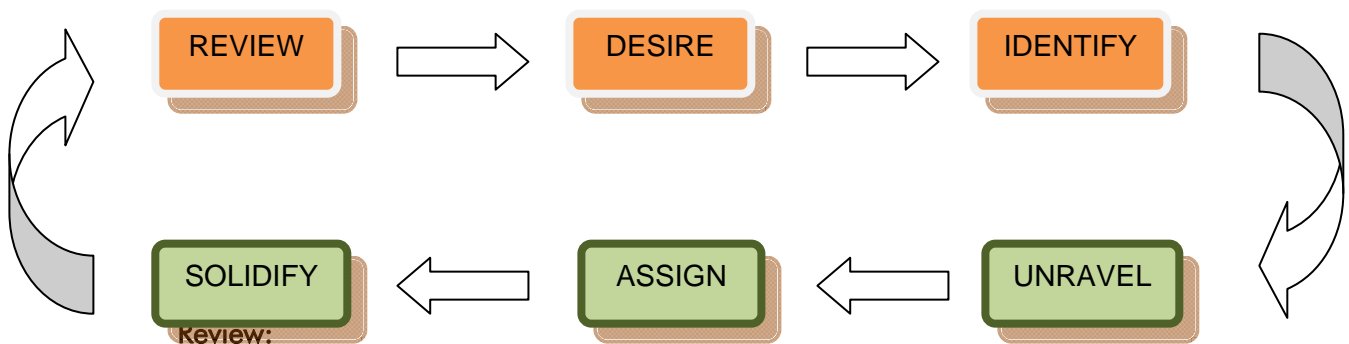 REVIEW
DESIRE
IDENTIFY
SOLIDIFY
ASSIGN
UNRAVEL
Review: